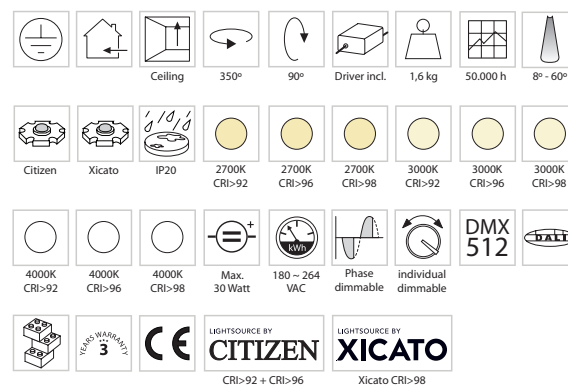 Ceiling
350º
90º
Driver incl.
1,6 kg
50.000 h
8º - 60º
Citizen
Xicato
IP20
2700K
CRI>92
2700K
CRI>96
2700K
CRI>98
3000K
CRI>92
3000K
CRI>96
3000K
CRI>98
kWh
DMX
512
DALI
4000K
CRI>92
4000K
CRI>96
4000K
CRI>98
Max.
30 Watt
180 ~ 264
VAC
Phase
dimmable
individual
dimmable
YEARS WARRANTY
3
CE
LIGHTSOURCE BY
CITIZEN
LIGHTSOURCE BY
XICATO
CRI>92 + CRI>96
Xicato CRI>98